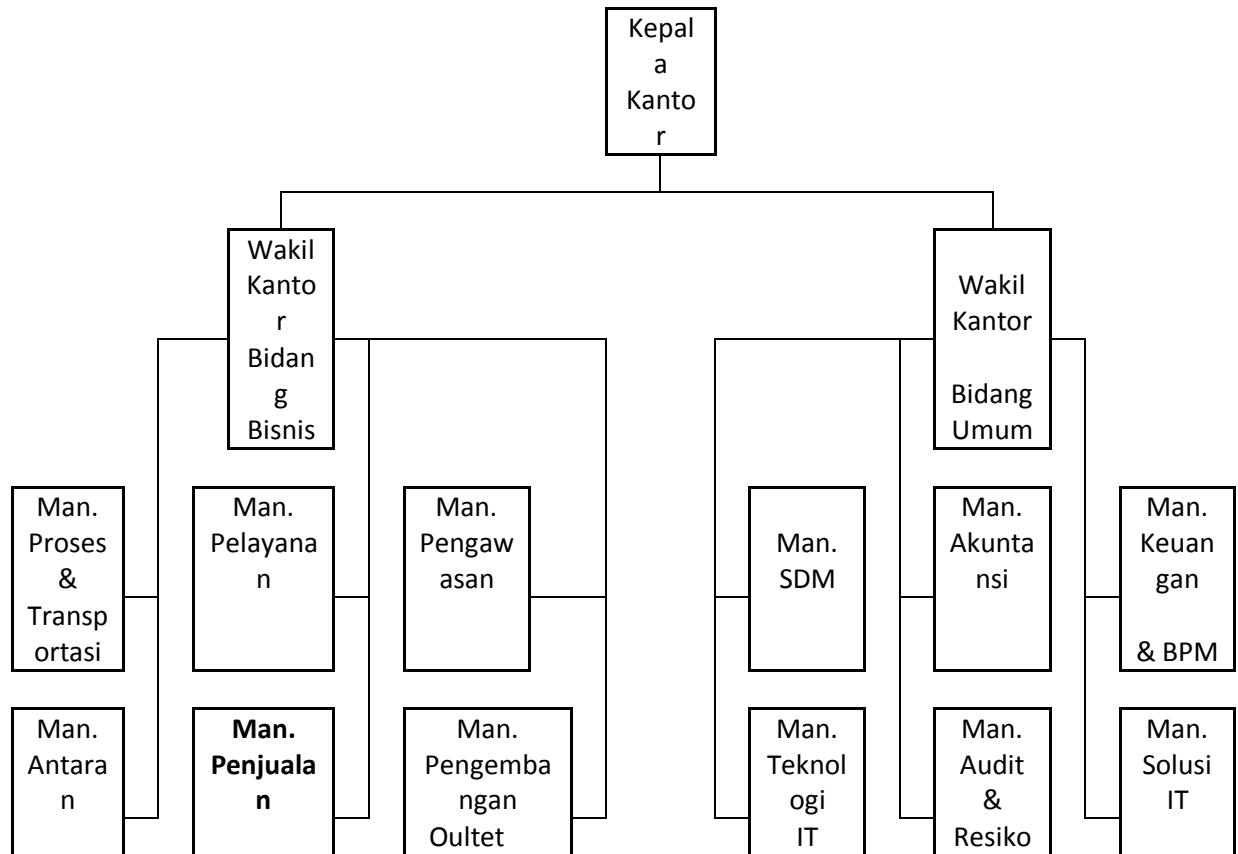 Kepal
a
Kanto
r
Wakil
Kanto
r
Bidan
g
Bisnis
Wakil
Kantor
Bidang
Umum
Man.
Proses
&
Transp
ortasi
Man.
Pelayana
n
Man.
Pengaw
asan
Man.
SDM
Man.
Akunta
nsi
Man.
Keuan
gan
& BPM
Man.
Antara
n
Man.
Penjuala
n
Man.
Pengemba
ngan
Oultet
Man.
Teknol
ogi
IT
Man.
Audit
&
Resiko
Man.
Solusi
IT